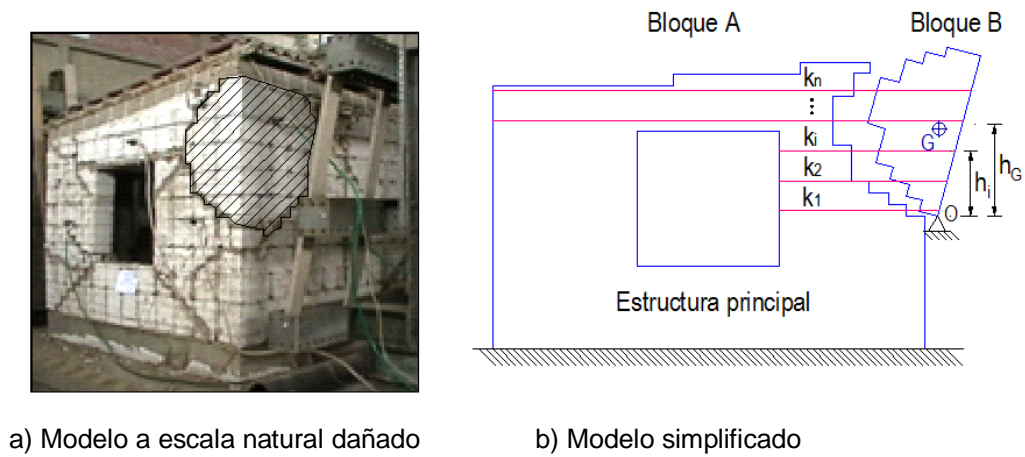 Bloque A
Bloque B
kn
⋮
ki
G
hG
k2
hi
k1
O
Estructura principal
a) Modelo a escala natural dañado
b) Modelo simplificado